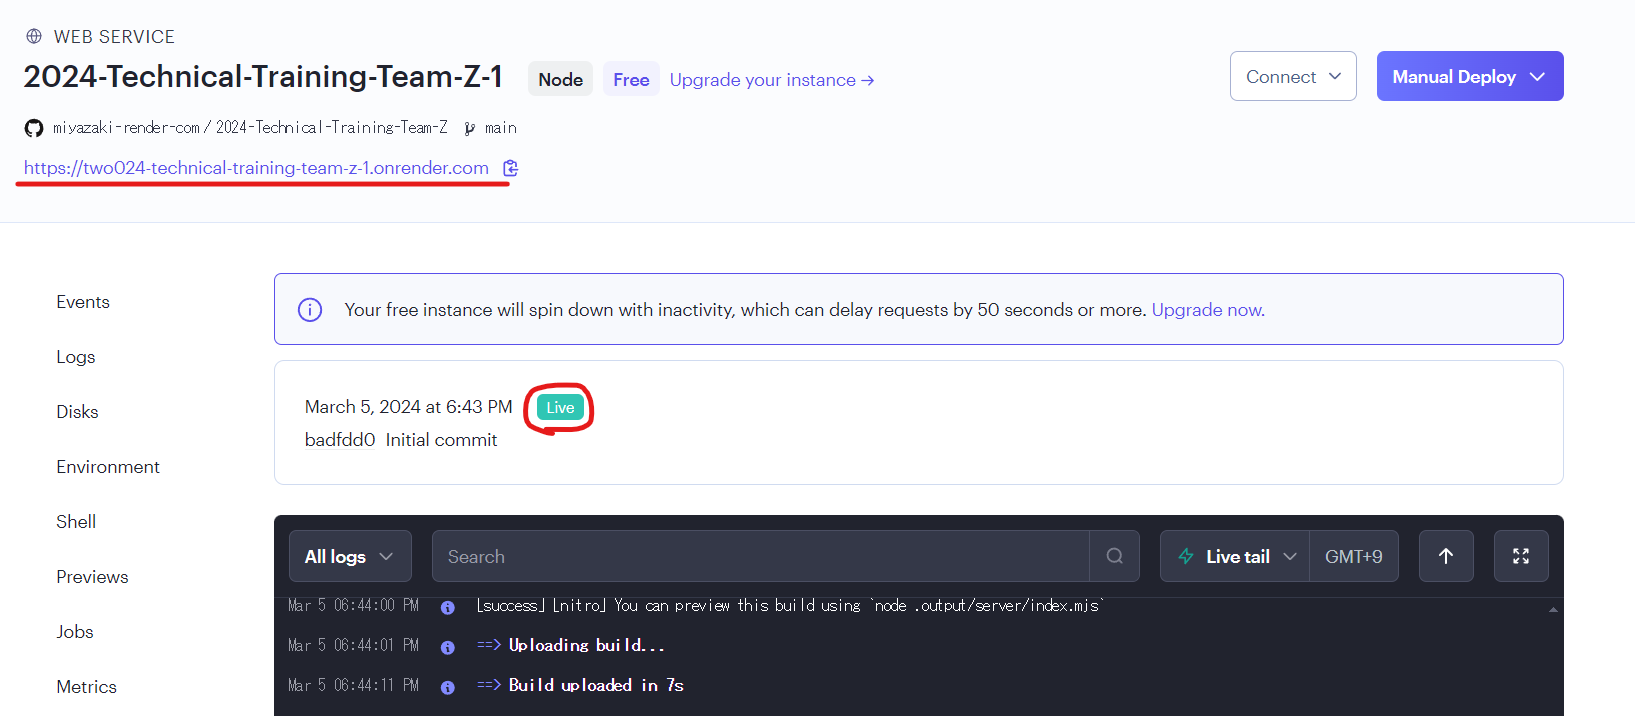 WEB SERVICE
2024-Technical-Training-Team-Z-1 Node Free Upgrade your instance →
Connect
Manual Deploy
miyazaki-render-com / 2024-Technical-Training-Team-Z main
https://two024-technical-training-team-z-1.onrender.com
Events
Logs
Disks
Environment
Shell
Previews
Jobs
Metrics
Your free instance will spin down with inactivity, which can delay requests by 50 seconds or more. Upgrade now.
March 5, 2024 at 6:43 PM Live
badfdd0 Initial commit
All logs Search Live tail GMT+9
Mar 5 06:44:00 PM [success] [nitro] You can preview this build using `node .output/server/index.mjs`
Mar 5 06:44:01 PM ==> Uploading build...
Mar 5 06:44:11 PM ==> Build uploaded in 7s